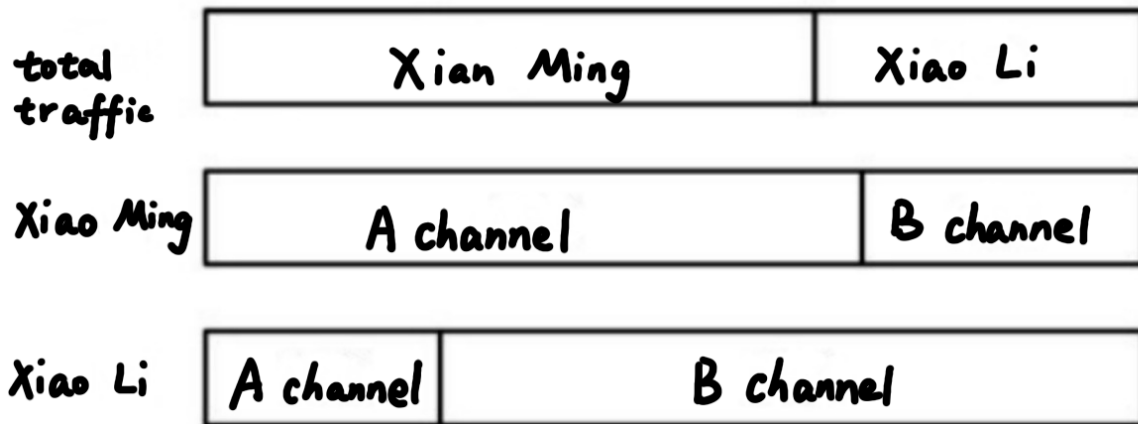 total traffic
Xian Ming
Xiao Li
Xiao Ming
A channel
B channel
Xiao Li
A channel
B channel